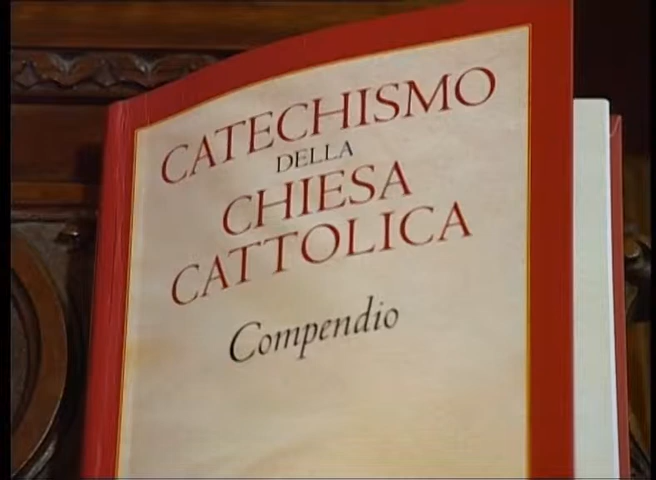 CATECHISMO
DELLA
CHIESA
CATTOLICA
Compendio